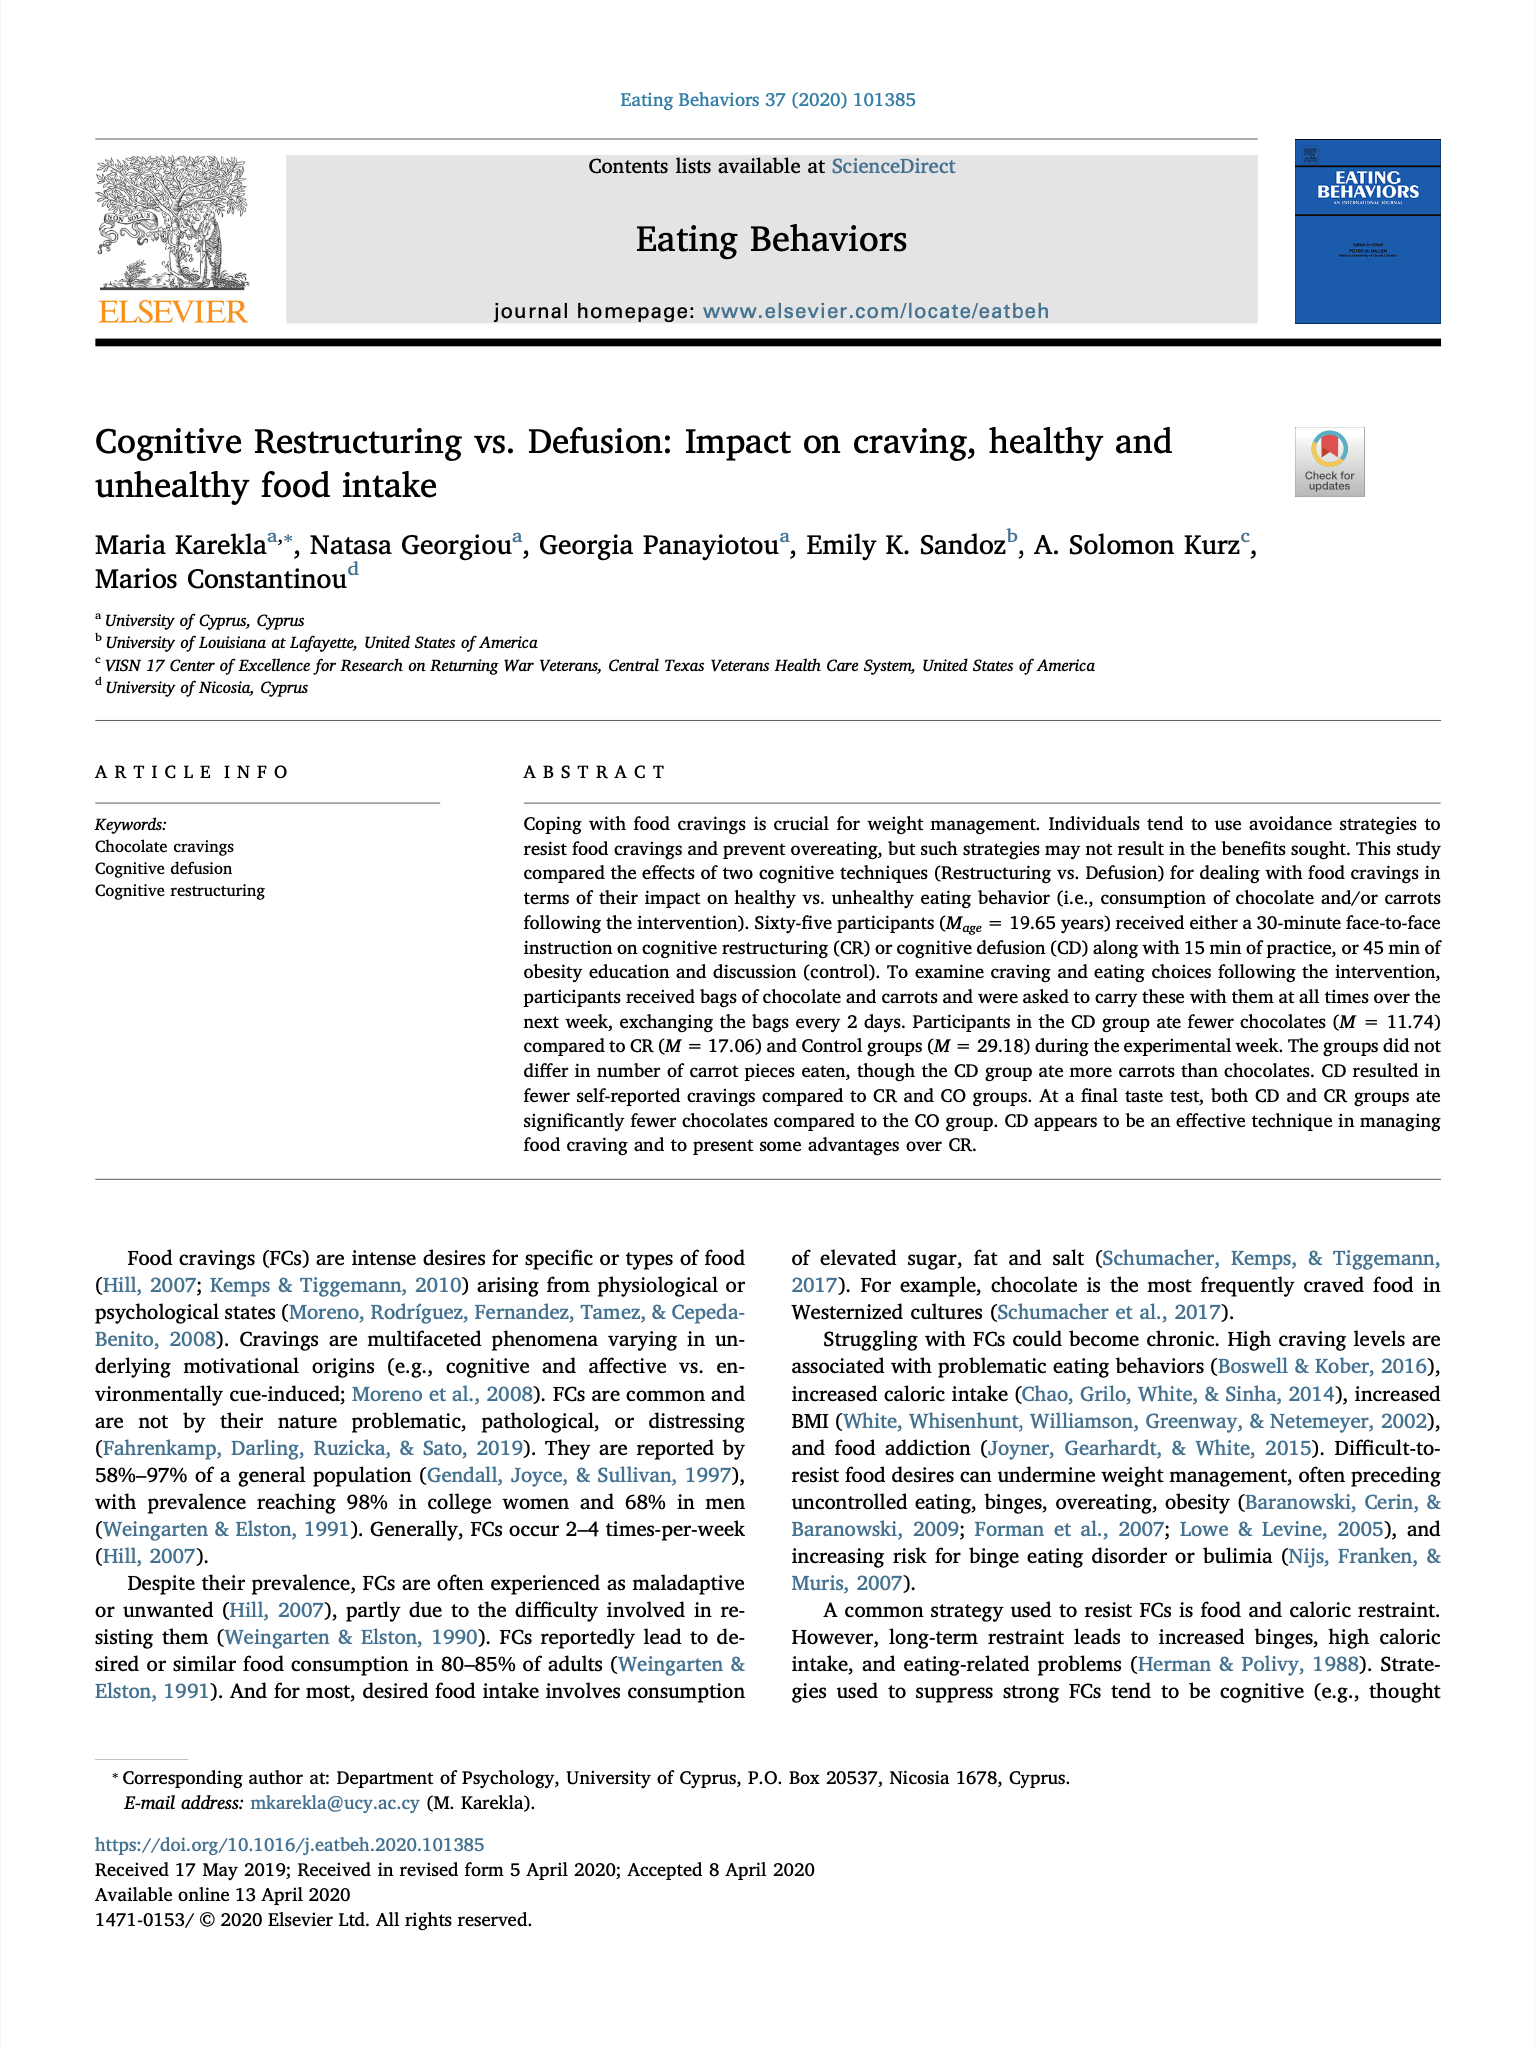 Eating Behaviors 37 (2020) 101385
Contents lists available at ScienceDirect
Eating Behaviors
journal homepage: www.elsevier.com/locate/eatbeh
NON SOLUS
ELSEVIER
EATING
BEHAVIORS
AN INTERNATIONAL JOURNAL
Cognitive Restructuring vs. Defusion: Impact on craving, healthy and
unhealthy food intake
Check for
updates
Maria Karekla a,*, Natasa Georgiou a, Georgia Panayiotou a, Emily K. Sandoz b, A. Solomon Kurz c,
Marios Constantinou d
a University of Cyprus, Cyprus
b University of Louisiana at Lafayette, United States of America
c VISN 17 Center of Excellence for Research on Returning War Veterans, Central Texas Veterans Health Care System, United States of America
d University of Nicosia, Cyprus
ARTICLE INFO
Keywords:
Chocolate cravings
Cognitive defusion
Cognitive restructuring
ABSTRACT
Coping with food cravings is crucial for weight management. Individuals tend to use avoidance strategies to
resist food cravings and prevent overeating, but such strategies may not result in the benefits sought. This study
compared the effects of two cognitive techniques (Restructuring vs. Defusion) for dealing with food cravings in
terms of their impact on healthy vs. unhealthy eating behavior (i.e., consumption of chocolate and/or carrots
following the intervention). Sixty-five participants (Mage = 19.65 years) received either a 30-minute face-to-face
instruction on cognitive restructuring (CR) or cognitive defusion (CD) along with 15 min of practice, or 45 min of
obesity education and discussion (control). To examine craving and eating choices following the intervention,
participants received bags of chocolate and carrots and were asked to carry these with them at all times over the
next week, exchanging the bags every 2 days. Participants in the CD group ate fewer chocolates (M = 11.74)
compared to CR (M = 17.06) and Control groups (M = 29.18) during the experimental week. The groups did not
differ in number of carrot pieces eaten, though the CD group ate more carrots than chocolates. CD resulted in
fewer self-reported cravings compared to CR and CO groups. At a final taste test, both CD and CR groups ate
significantly fewer chocolates compared to the CO group. CD appears to be an effective technique in managing
food craving and to present some advantages over CR.
Food cravings (FCs) are intense desires for specific or types of food
(Hill, 2007; Kemps & Tiggemann, 2010) arising from physiological or
psychological states (Moreno, Rodríguez, Fernandez, Tamez, & Cepeda-
Benito, 2008). Cravings are multifaceted phenomena varying in un-
derlying motivational origins (e.g., cognitive and affective vs. en-
vironmentally cue-induced; Moreno et al., 2008). FCs are common and
are not by their nature problematic, pathological, or distressing
(Fahrenkamp, Darling, Ruzicka, & Sato, 2019). They are reported by
58%–97% of a general population (Gendall, Joyce, & Sullivan, 1997),
with prevalence reaching 98% in college women and 68% in men
(Weingarten & Elston, 1991). Generally, FCs occur 2–4 times-per-week
(Hill, 2007).
Despite their prevalence, FCs are often experienced as maladaptive
or unwanted (Hill, 2007), partly due to the difficulty involved in re-
sisting them (Weingarten & Elston, 1990). FCs reportedly lead to de-
sired or similar food consumption in 80–85% of adults (Weingarten &
Elston, 1991). And for most, desired food intake involves consumption
of elevated sugar, fat and salt (Schumacher, Kemps, & Tiggemann,
2017). For example, chocolate is the most frequently craved food in
Westernized cultures (Schumacher et al., 2017).
Struggling with FCs could become chronic. High craving levels are
associated with problematic eating behaviors (Boswell & Kober, 2016),
increased caloric intake (Chao, Grilo, White, & Sinha, 2014), increased
BMI (White, Whisenhunt, Williamson, Greenway, & Netemeyer, 2002),
and food addiction (Joyner, Gearhardt, & White, 2015). Difficult-to-
resist food desires can undermine weight management, often preceding
uncontrolled eating, binges, overeating, obesity (Baranowski, Cerin, &
Baranowski, 2009; Forman et al., 2007; Lowe & Levine, 2005), and
increasing risk for binge eating disorder or bulimia (Nijs, Franken, &
Muris, 2007).
A common strategy used to resist FCs is food and caloric restraint.
However, long-term restraint leads to increased binges, high caloric
intake, and eating-related problems (Herman & Polivy, 1988). Strate-
gies used to suppress strong FCs tend to be cognitive (e.g., thought
* Corresponding author at: Department of Psychology, University of Cyprus, P.O. Box 20537, Nicosia 1678, Cyprus.
E-mail address: mkarekla@ucy.ac.cy (M. Karekla).
https://doi.org/10.1016/j.eatbeh.2020.101385
Received 17 May 2019; Received in revised form 5 April 2020; Accepted 8 April 2020
Available online 13 April 2020
1471-0153/ © 2020 Elsevier Ltd. All rights reserved.